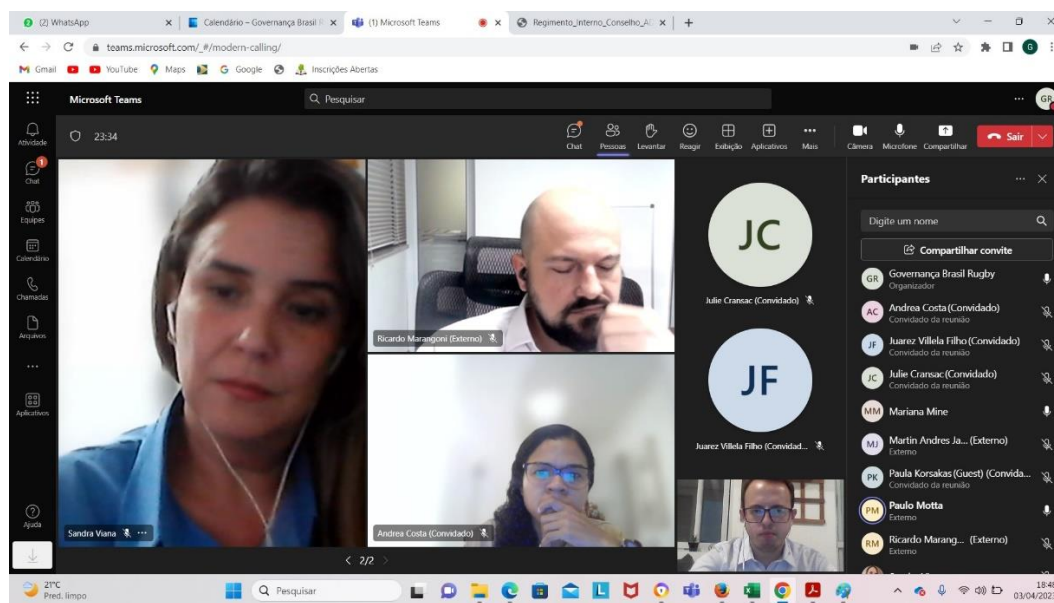 (2) WhatsApp
Calendário – Governança Brasil R
(1) Microsoft Teams
Regimento_Interno_Conselho_A
teams.microsoft.com/_#/modern-calling/
G
Gmail
YouTube
Maps
Google
Inscrições Abertas
Microsoft Teams
Pesquisar
GR
Atividade
Chat
1
Equipes
Calendário
Chamadas
Arquivos
Aplicativos
Ajuda
23:34
Chat
Pessoas
Levantar
Reagir
Exibição
Aplicativos
Mais
Câmera
Microfone
Compartilhar
Sair
Sandra Viana
Ricardo Marangoni (Externo)
Andrea Costa (Convidado)
JC
Julie Cransac (Convidado)
JF
Juarez Villela Filho (Convidad...
2/2
Participantes
Digite um nome
Compartilhar convite
GR
Governança Brasil Rugby
Organizador
AC
Andrea Costa (Convidado)
Convidado da reunião
JF
Juarez Villela Filho (Convidado)
Convidado da reunião
JC
Julie Cransac (Convidado)
Convidado da reunião
MM
Mariana Mine
MJ
Martin Andres Ja... (Externo)
Externo
PK
Paula Korsakas (Guest) (Convida...
Convidado da reunião
PM
Paulo Motta
Externo
RM
Ricardo Marang... (Externo)
Externo
21°C
Pred. limpo
Pesquisar
18:48